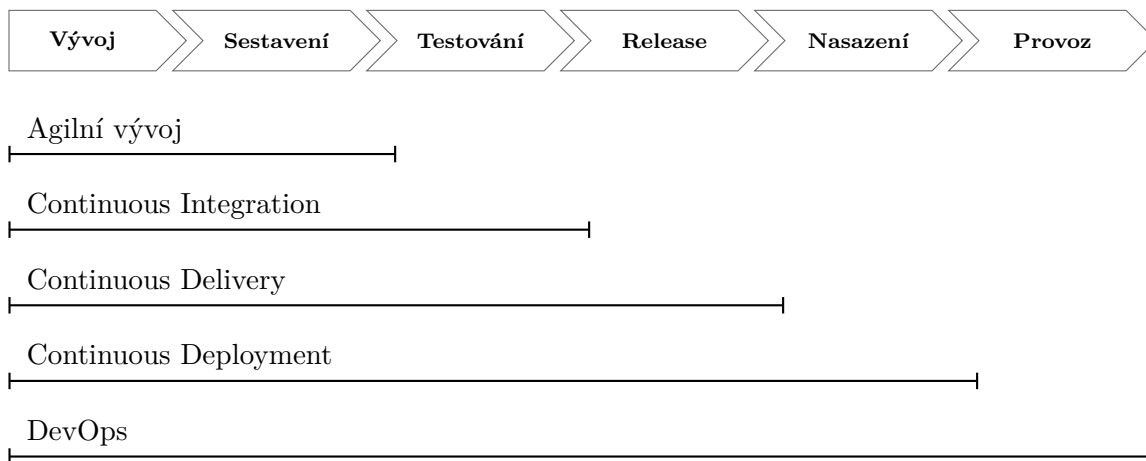 Vývoj Sestavení Testování Release Nasazení Provoz
Agilní vývoj
Continuous Integration
Continuous Delivery
Continuous Deployment
DevOps